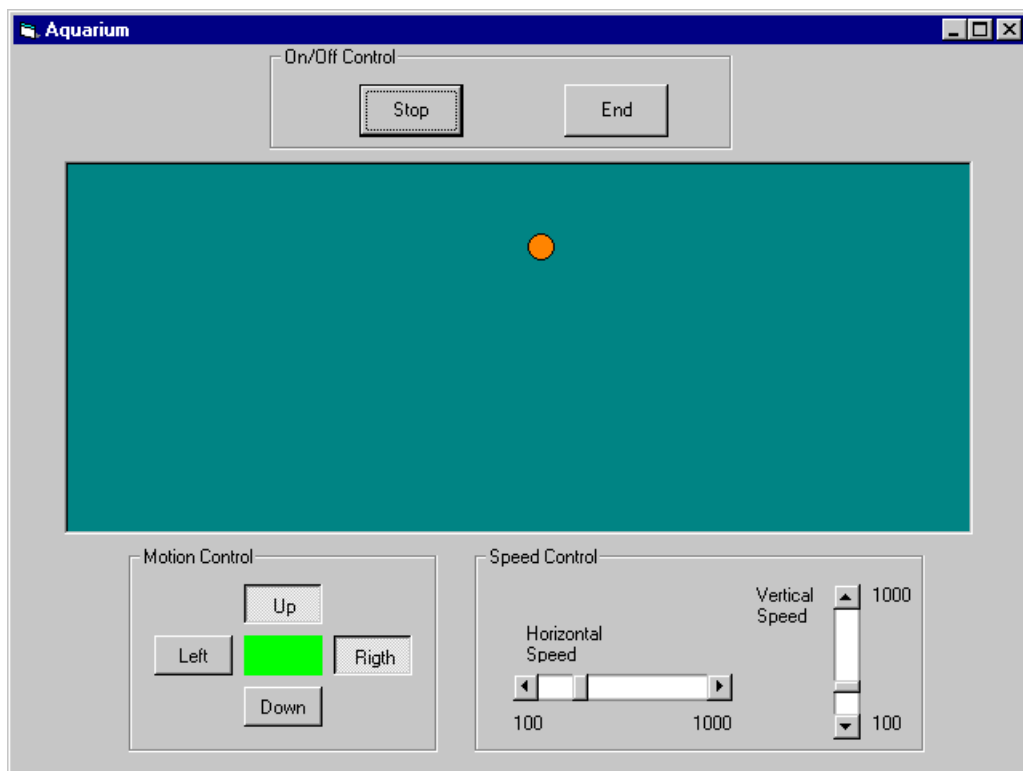 Aquarium
On/Off Control
Stop
End
Motion Control
Up
Left
Rigth
Down
Speed Control
Horizontal
Speed
100
1000
Vertical
Speed
1000
100